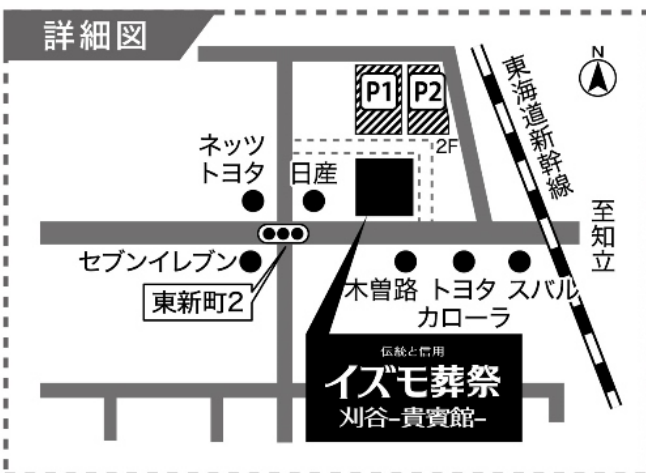 詳細図
N
P1 P2
2F
東海道新幹線
至知立
ネッツ
トヨタ
日産
セブンイレブン
東新町2
木曽路
トヨタ
カローラ
スバル
伝統と信用
イズモ葬祭
刈谷-貴賓館-